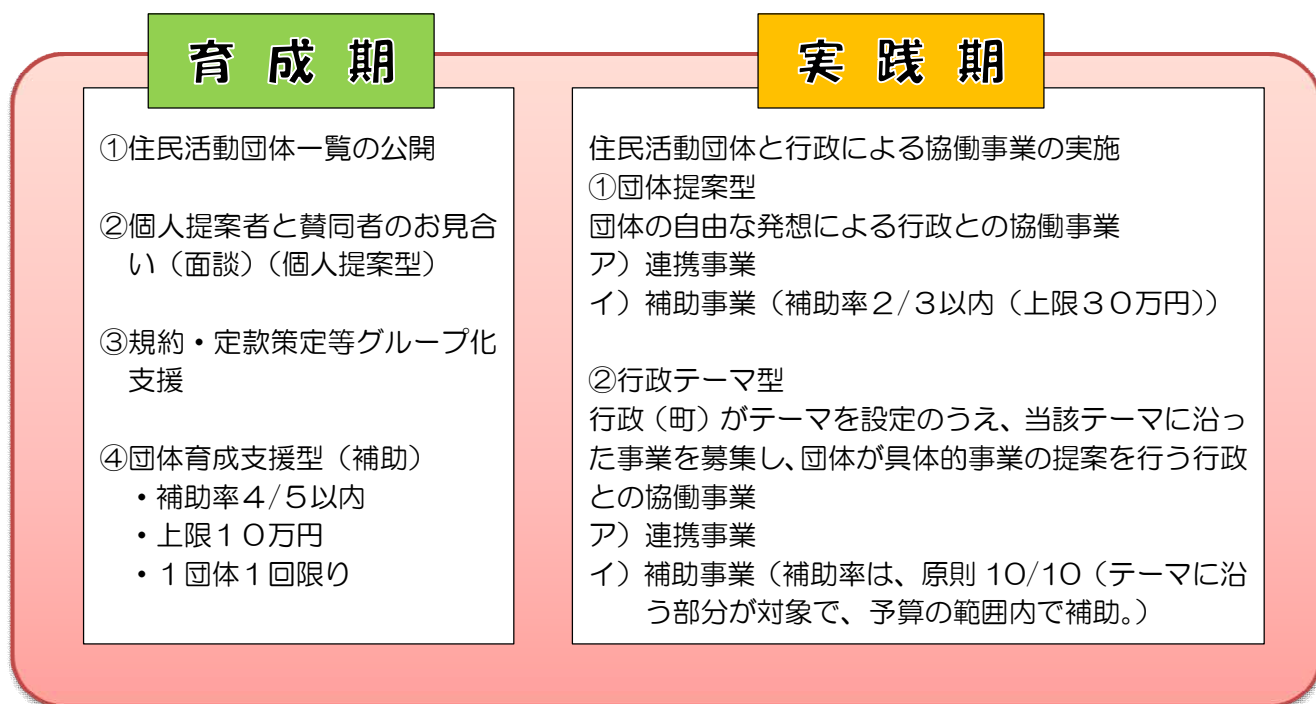 育成期
①住民活動団体一覧の公開
②個人提案者と賛同者のお見合
い（面談）（個人提案型）
③規約・定款策定等グループ化
支援
④団体育成支援型（補助）
・補助率４/５以内
・上限１０万円
・１団体１回限り
実践期
住民活動団体と行政による協働事業の実施
①団体提案型
団体の自由な発想による行政との協働事業
ア）連携事業
イ）補助事業（補助率２/３以内（上限３０万円））
②行政テーマ型
行政（町）がテーマを設定のうえ、当該テーマに沿っ
た事業を募集し、団体が具体的事業の提案を行う行政
との協働事業
ア）連携事業
イ）補助事業（補助率は、原則 10/10（テーマに沿
う部分が対象で、予算の範囲内で補助。）